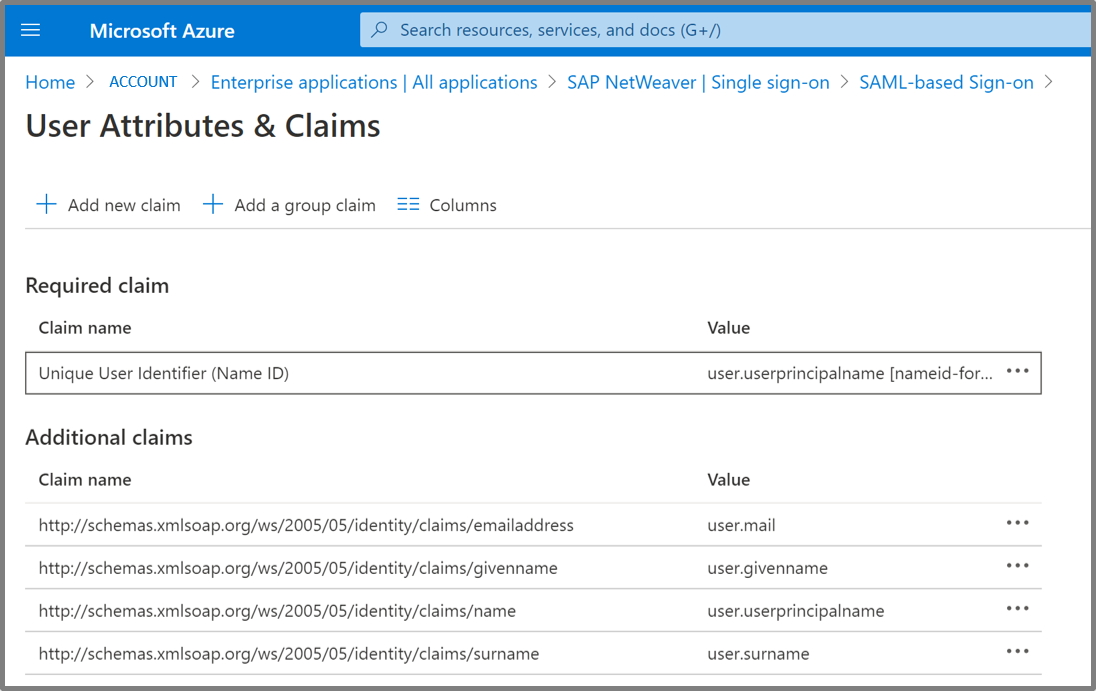 Microsoft Azure Search resources, services, and docs (G+/)
Home > ACCOUNT > Enterprise applications | All applications > SAP NetWeaver | Single sign-on > SAML-based Sign-on >
User Attributes & Claims
Add new claim Add a group claim Columns
Required claim
Claim name Value
Unique User Identifier (Name ID) user.userprincipalname [nameid-for...
Additional claims
Claim name Value
http://schemas.xmlsoap.org/ws/2005/05/identity/claims/emailaddress user.mail
http://schemas.xmlsoap.org/ws/2005/05/identity/claims/givenname user.givenname
http://schemas.xmlsoap.org/ws/2005/05/identity/claims/name user.userprincipalname
http://schemas.xmlsoap.org/ws/2005/05/identity/claims/surname user.surname